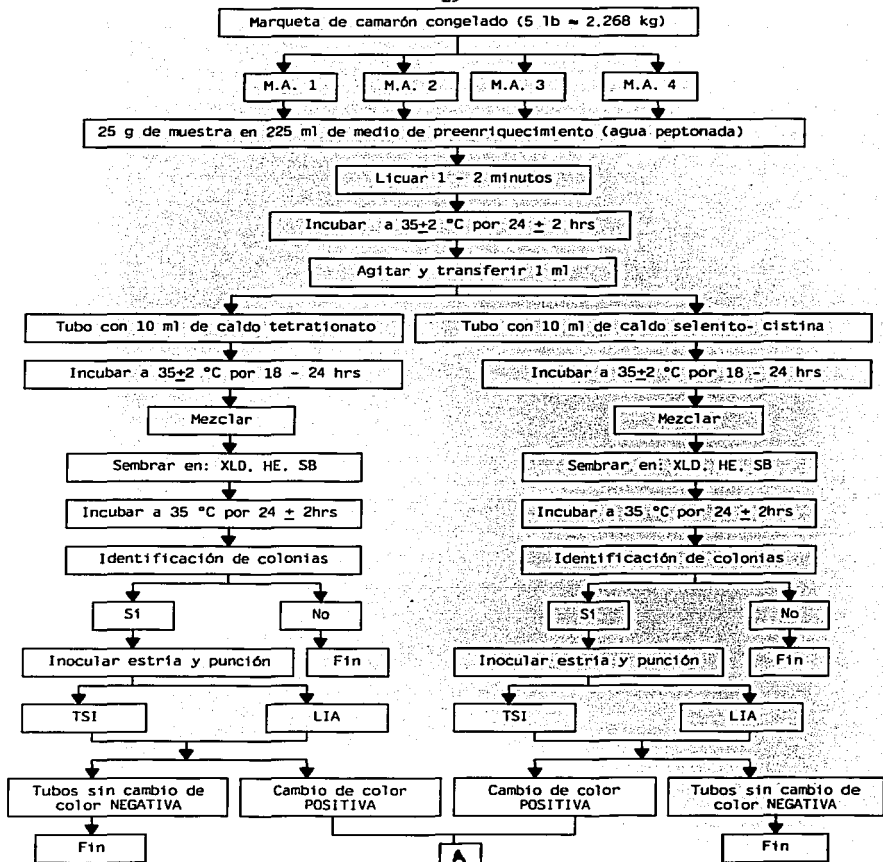 Marqueta de camarón congelado (5 lb ≈ 2.268 kg)
M.A. 1
M.A. 2
M.A. 3
M.A. 4
25 g de muestra en 225 ml de medio de preenriquecimiento (agua peptonada)
Licuar 1 - 2 minutos
Incubar a 35±2 °C por 24 ± 2 hrs
Agitar y transferir 1 ml
Tubo con 10 ml de caldo tetrationato
Tubo con 10 ml de caldo selenito- cistina
Incubar a 35±2 °C por 18 - 24 hrs
Incubar a 35±2 °C por 18 - 24 hrs
Mezclar
Mezclar
Sembrar en: XLD. HE. SB
Sembrar en: XLD. HE. SB
Incubar a 35 °C por 24 ± 2hrs
Incubar a 35 °C por 24 ± 2hrs
Identificación de colonias
Identificación de colonias
Sí
No
Sí
No
Inocular estría y punción
Fin
Inocular estría y punción
Fin
TSI
LIA
TSI
LIA
Tubos sin cambio de
color NEGATIVA
Cambio de color
POSITIVA
Cambio de color
POSITIVA
Tubos sin cambio de
color NEGATIVA
Fin
A
Fin